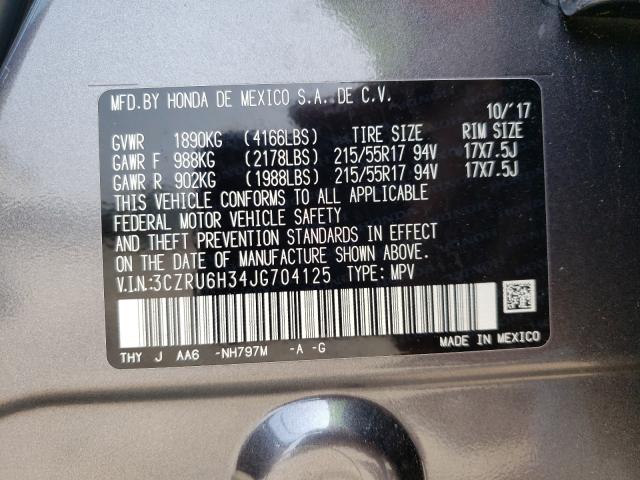 MFD.BY HONDA DE MEXICO S.A. DE C.V.
10/'17
GVWR 1890KG (4166LBS) TIRE SIZE RIM SIZE
GAWR F 988KG (2178LBS) 215/55R17 94V 17X7.5J
GAWR R 902KG (1988LBS) 215/55R17 94V 17X7.5J
THIS VEHICLE CONFORMS TO ALL APPLICABLE
FEDERAL MOTOR VEHICLE SAFETY
AND THEFT PREVENTION STANDARDS IN EFFECT
ON THE DATE OF MANUFACTURE SHOWN ABOVE.
V.I.N.:3CZRU6H34JG704125 TYPE: MPV
THY J AA6 -NH797M -A -G
MADE IN MEXICO